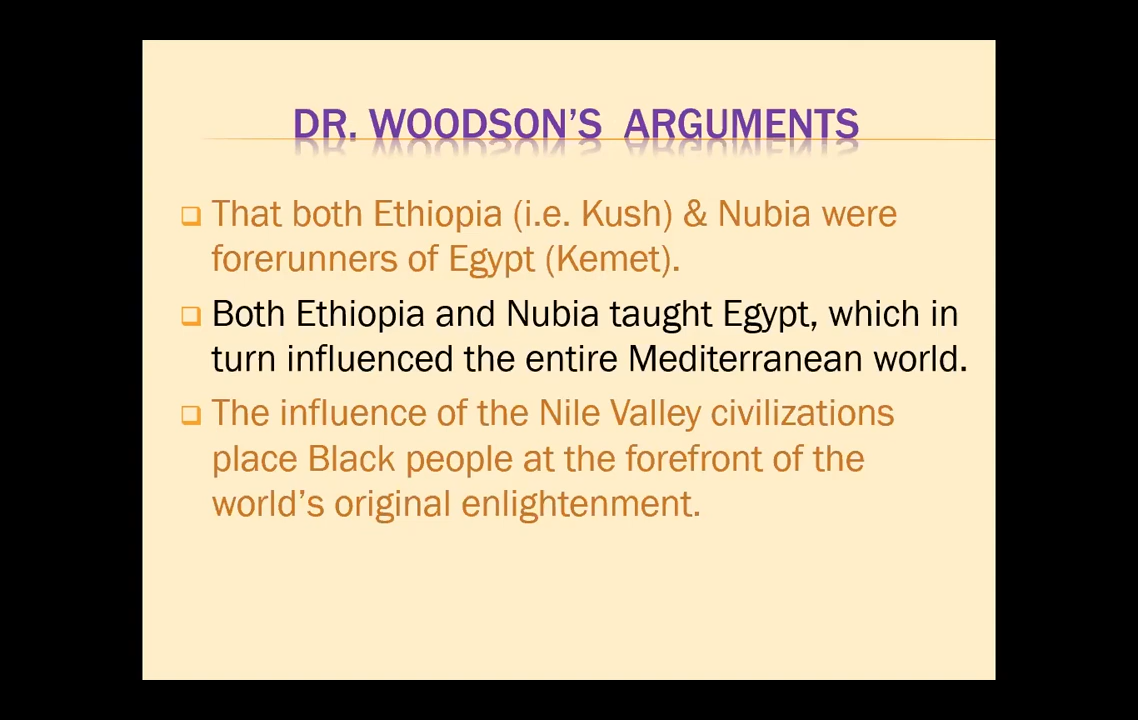 DR. WOODSON'S ARGUMENTS
That both Ethiopia (i.e. Kush) & Nubia were
forerunners of Egypt (Kemet).
Both Ethiopia and Nubia taught Egypt, which in
turn influenced the entire Mediterranean world.
The influence of the Nile Valley civilizations
place Black people at the forefront of the
world's original enlightenment.